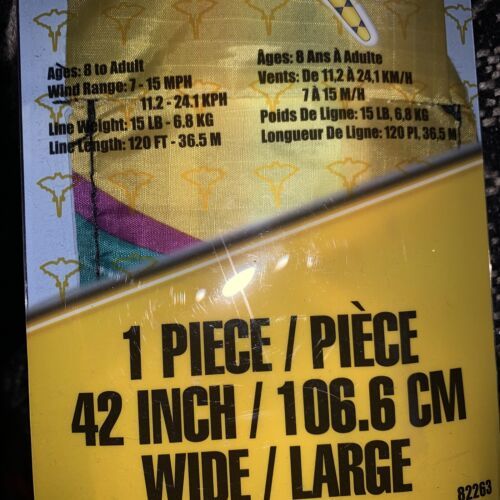 Ages: 8 to Adult
Wind Range: 7 - 15 MPH
11.2 - 24.1 KPH
Line Weight: 15 LB - 6.8 KG
Line Length: 120 FT - 36.5 M
Âges: 8 Ans À Adulte
Vents: De 11,2 À 24,1 KM/H
7 À 15 M/H
Poids De Ligne: 15 LB, 6,8 KG
Longueur De Ligne: 120 PI, 36,5 M
1 PIECE / PIÈCE
42 INCH / 106.6 CM
WIDE / LARGE
82263